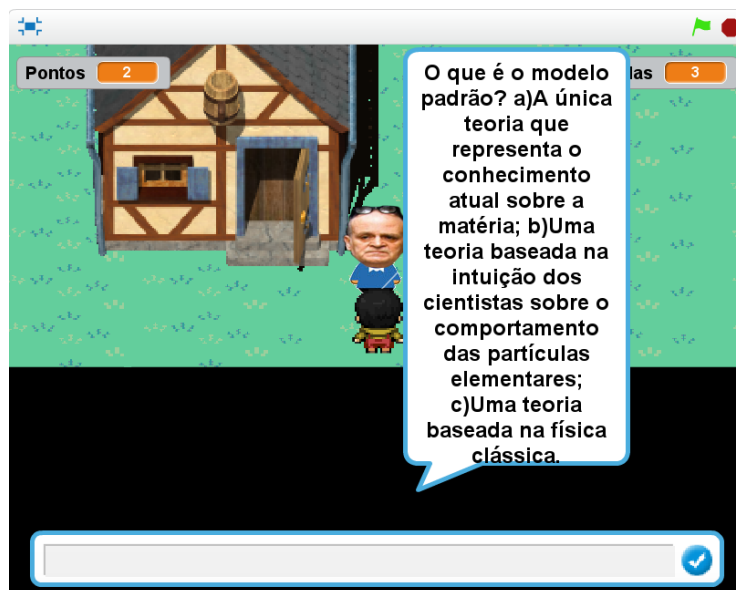 Pontos 2
las 3
O que é o modelo
padrão? a)A única
teoria que
representa o
conhecimento
atual sobre a
matéria; b)Uma
teoria baseada na
intuição dos
cientistas sobre o
comportamento
das partículas
elementares;
c)Uma teoria
baseada na física
clássica.